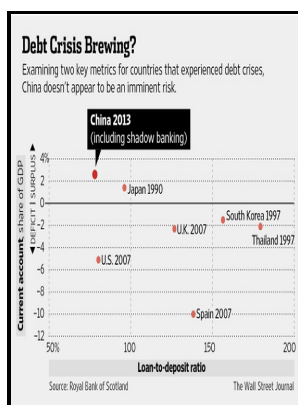 Debt Crisis Brewing?
Examining two key metrics for countries that experienced debt crises,
China doesn't appear to be an imminent risk.
China 2013
(including shadow banking)
Current account, share of GDP
◀ DEFICIT | SURPLUS ▶
4%
2
0
−2
−4
−6
−8
−10
−12
Japan 1990
South Korea 1997
U.K. 2007
Thailand 1997
U.S. 2007
Spain 2007
50%
100
150
200
Loan-to-deposit ratio
Source: Royal Bank of Scotland
The Wall Street Journal